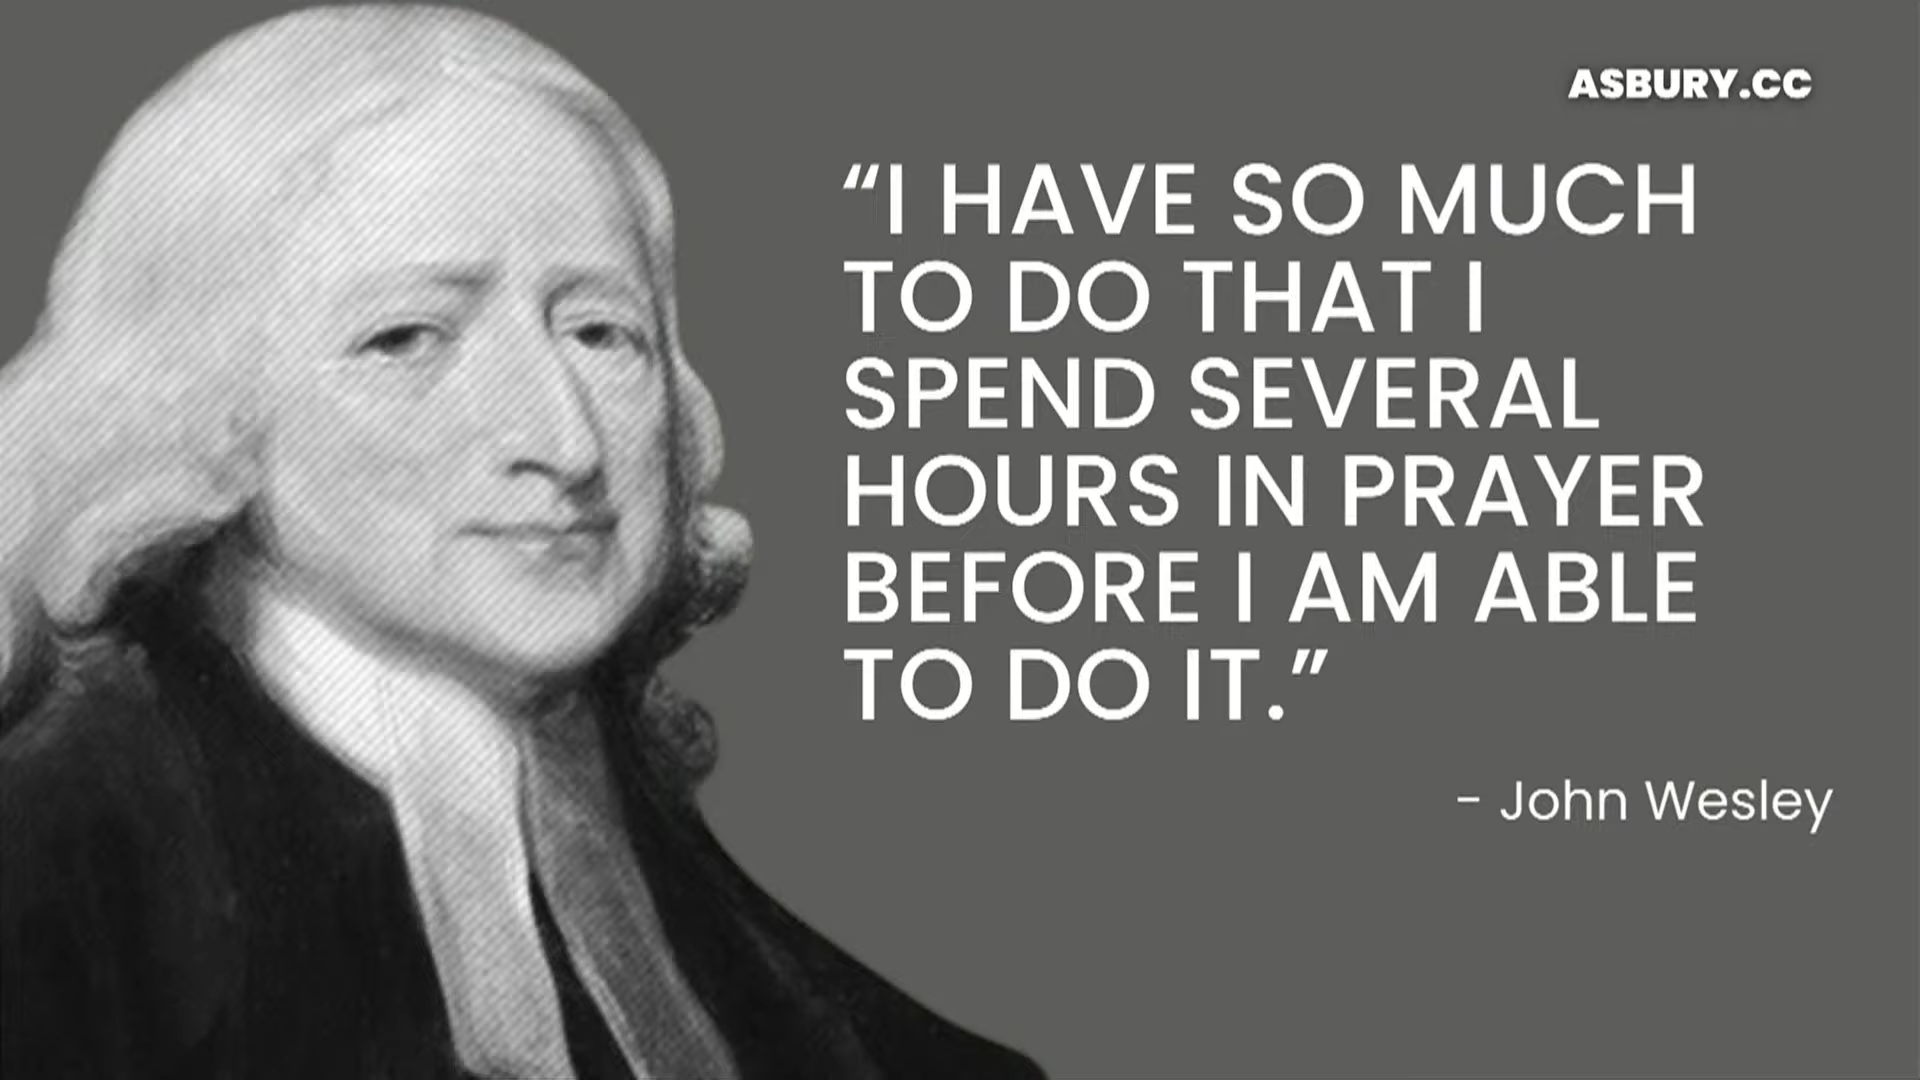 ASBURY.CC
“I HAVE SO MUCH
TO DO THAT I
SPEND SEVERAL
HOURS IN PRAYER
BEFORE I AM ABLE
TO DO IT.”
- John Wesley